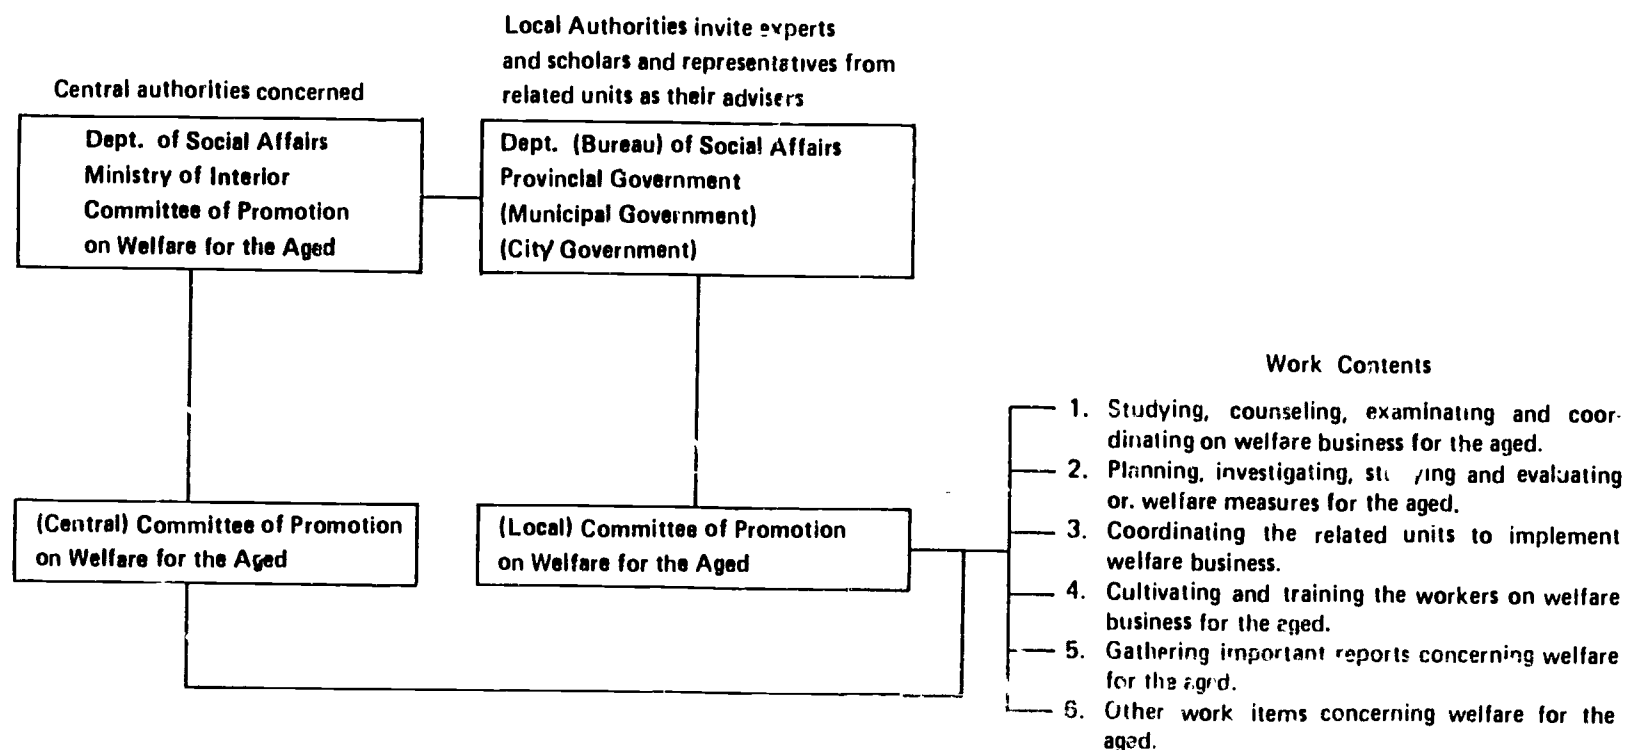 Local Authorities invite experts
and scholars and representatives from
related units as their advisers
Central authorities concerned
Dept. of Social Affairs
Ministry of Interior
Committee of Promotion
on Welfare for the Aged
Dept. (Bureau) of Social Affairs
Provincial Government
(Municipal Government)
(City Government)
(Central) Committee of Promotion
on Welfare for the Aged
(Local) Committee of Promotion
on Welfare for the Aged
Work Contents
1. Studying, counseling, examinating and coor-
dinating on welfare business for the aged.
2. Planning, investigating, studying and evaluating
on welfare measures for the aged.
3. Coordinating the related units to implement
welfare business.
4. Cultivating and training the workers on welfare
business for the aged.
5. Gathering important reports concerning welfare
for the aged.
6. Other work items concerning welfare for the
aged.